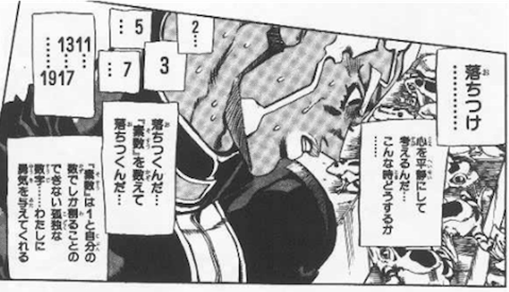 落ちつけ…………
心を平静にして
考えるんだ…
こんな時どうするか
……
2…
3
5…
7…
11
13…
17
19……
落ちつくんだ…
『素数』を数えて
落ちつくんだ…
『素数』は1と自分の
数でしか割ることの
できない孤独な
数字……わたしに
勇気を与えてくれる